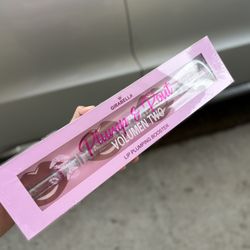 GIRABELLA
Plump & Pout
VOLUMEN TWO
LIP PLUMPING BOOSTER